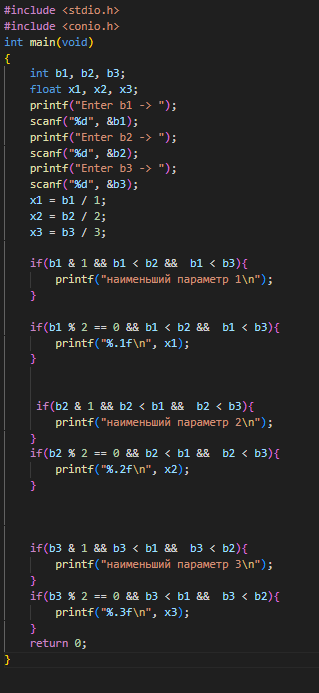 #include <stdio.h>
#include <conio.h>
int main(void)
{
    int b1, b2, b3;
    float x1, x2, x3;
    printf("Enter b1 -> ");
    scanf("%d", &b1);
    printf("Enter b2 -> ");
    scanf("%d", &b2);
    printf("Enter b3 -> ");
    scanf("%d", &b3);
    x1 = b1 / 1;
    x2 = b2 / 2;
    x3 = b3 / 3;
    if(b1 & 1 && b1 < b2 &&  b1 < b3){
        printf("наименьший параметр 1\n");
    }
    if(b1 % 2 == 0 && b1 < b2 &&  b1 < b3){
        printf("%.1f\n", x1);
    }
     if(b2 & 1 && b2 < b1 &&  b2 < b3){
        printf("наименьший параметр 2\n");
    }
    if(b2 % 2 == 0 && b2 < b1 &&  b2 < b3){
        printf("%.2f\n", x2);
    }
    if(b3 & 1 && b3 < b1 &&  b3 < b2){
        printf("наименьший параметр 3\n");
    }
    if(b3 % 2 == 0 && b3 < b1 &&  b3 < b2){
        printf("%.3f\n", x3);
    }
    return 0;
}